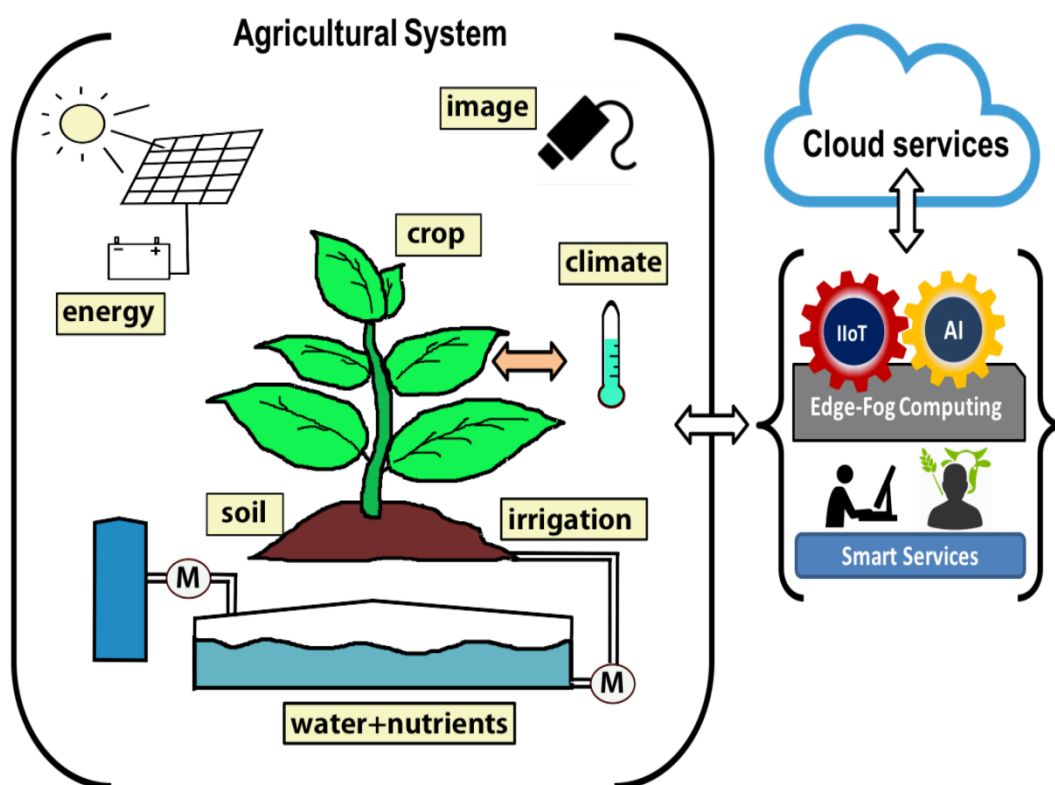 Agricultural System
image
Cloud services
crop
climate
energy
IIoT
AI
Edge-Fog Computing
soil
irrigation
Smart Services
M
M
water+nutrients
- +